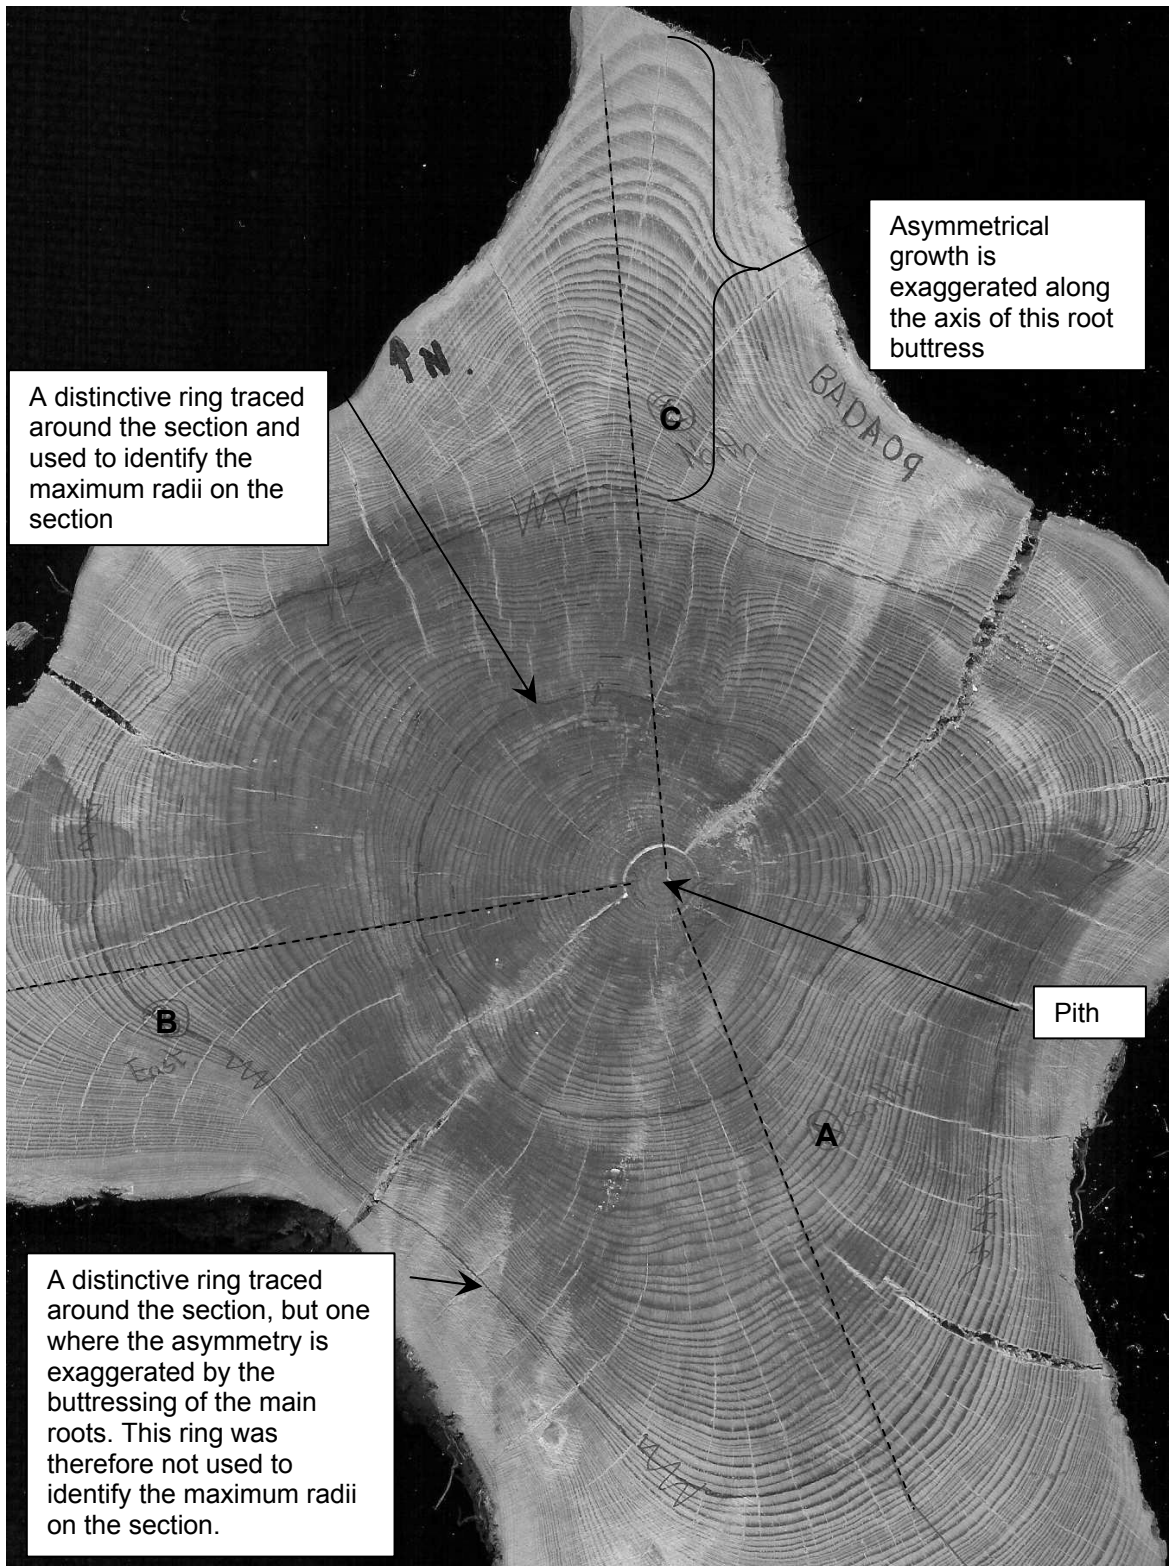 Asymmetrical
growth is
exaggerated along
the axis of this root
buttress
N.
A distinctive ring traced
around the section and
used to identify the
maximum radii on the
section
C
BADA09
B
East
Pith
A
A distinctive ring traced
around the section, but one
where the asymmetry is
exaggerated by the
buttressing of the main
roots. This ring was
therefore not used to
identify the maximum radii
on the section.